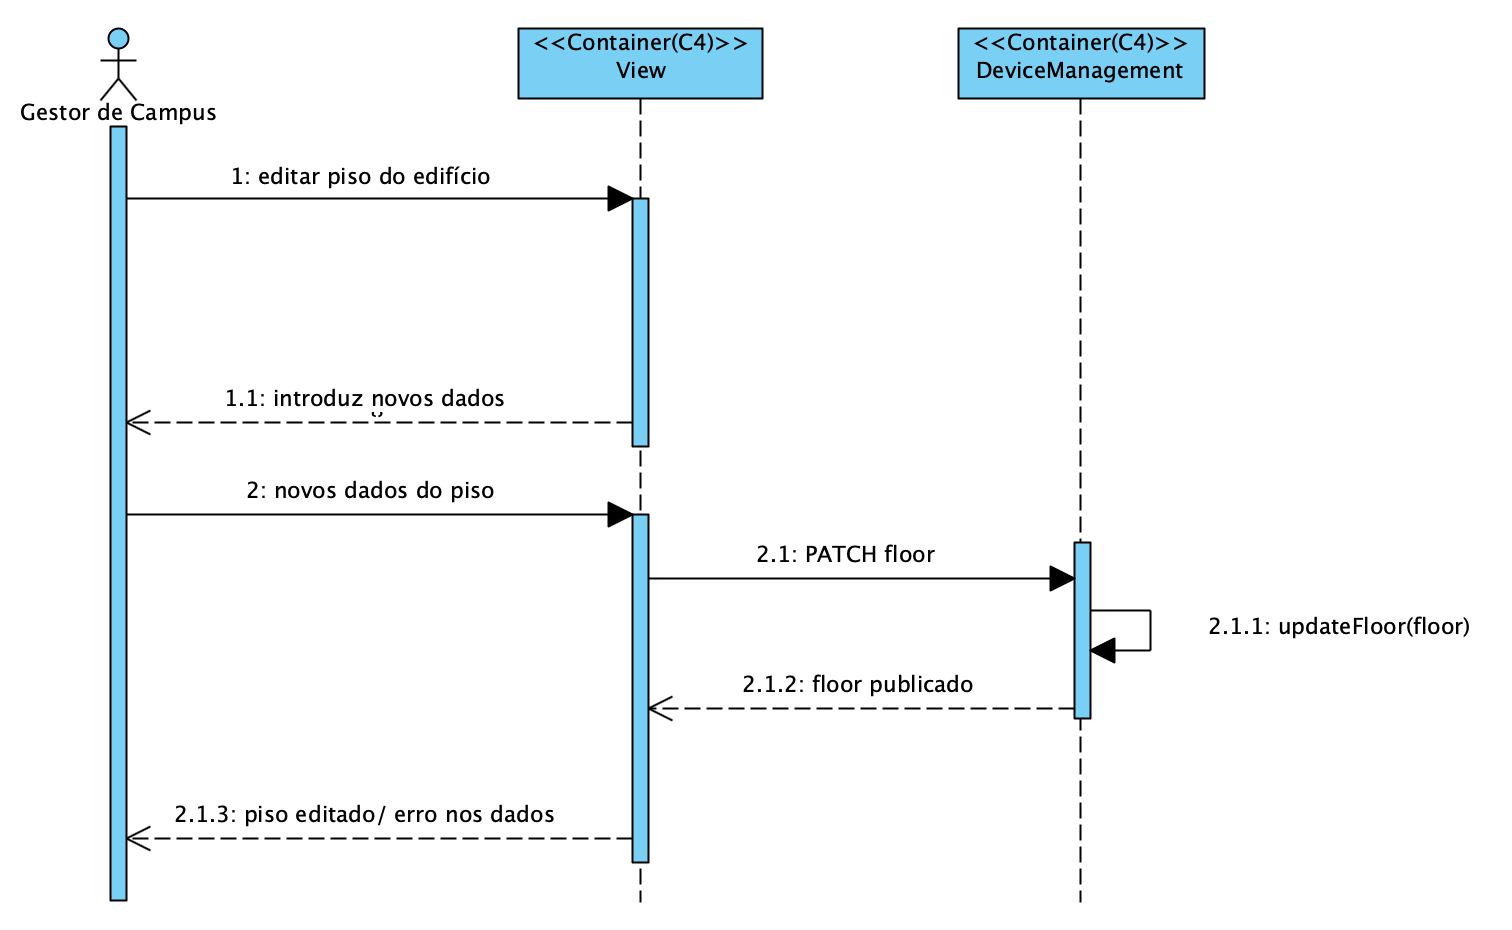 Gestor de Campus
<<Container(C4)>>
View
<<Container(C4)>>
DeviceManagement
1: editar piso do edifício
1.1: introduz novos dados
2: novos dados do piso
2.1: PATCH floor
2.1.1: updateFloor(floor)
2.1.2: floor publicado
2.1.3: piso editado/ erro nos dados